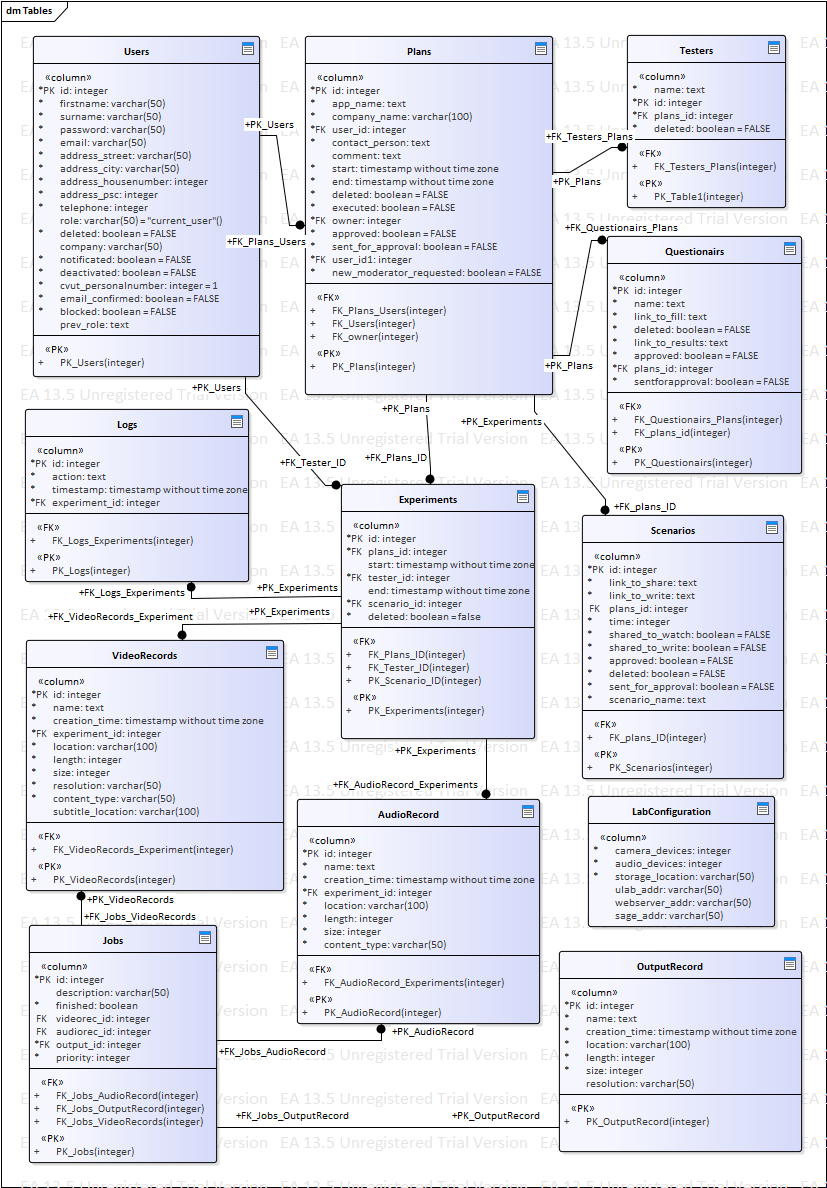 dm Tables
Users
«column»
*PK id: integer
* firstname: varchar(50)
* surname: varchar(50)
* password: varchar(50)
* email: varchar(50)
* address_street: varchar(50)
* address_city: varchar(50)
* address_housenumber: integer
* address_psc: integer
* telephone: integer
role: varchar(50) = "current_user"()
* deleted: boolean = FALSE
company: varchar(50)
* notificated: boolean = FALSE
* deactivated: boolean = FALSE
* cvut_personalnumber: integer = 1
* email_confirmed: boolean = FALSE
* blocked: boolean = FALSE
prev_role: text
«PK»
+ PK_Users(integer)
Plans
«column»
*PK id: integer
* app_name: text
* company_name: varchar(100)
*FK user_id: integer
* contact_person: text
comment: text
* start: timestamp without time zone
* end: timestamp without time zone
* deleted: boolean = FALSE
* executed: boolean = FALSE
*FK owner: integer
* approved: boolean = FALSE
* sent_for_approval: boolean = FALSE
*FK user_id1: integer
* new_moderator_requested: boolean = FALSE
«FK»
+ FK_Plans_Users(integer)
+ FK_Users(integer)
+ FK_owner(integer)
«PK»
+ PK_Plans(integer)
Testers
«column»
* name: text
*PK id: integer
*FK plans_id: integer
* deleted: boolean = FALSE
«FK»
+ FK_Testers_Plans(integer)
«PK»
+ PK_Table1(integer)
+PK_Users
+FK_Plans_Users
+FK_Testers_Plans
+PK_Plans
+FK_Questionairs_Plans
+PK_Plans
Questionairs
«column»
*PK id: integer
* name: text
* link_to_fill: text
* deleted: boolean = FALSE
* link_to_results: text
* approved: boolean = FALSE
*FK plans_id: integer
* sentforapproval: boolean = FALSE
«FK»
+ FK_Questionairs_Plans(integer)
+ FK_plans_id(integer)
«PK»
+ PK_Questionairs(integer)
+PK_Users
+FK_Tester_ID
+PK_Plans
+FK_Plans_ID
+PK_Experiments
+FK_plans_ID
Logs
«column»
*PK id: integer
* action: text
* timestamp: timestamp without time zone
*FK experiment_id: integer
«FK»
+ FK_Logs_Experiments(integer)
«PK»
+ PK_Logs(integer)
Experiments
«column»
*PK id: integer
*FK plans_id: integer
start: timestamp without time zone
*FK tester_id: integer
end: timestamp without time zone
*FK scenario_id: integer
* deleted: boolean = false
«FK»
+ FK_Plans_ID(integer)
+ FK_Tester_ID(integer)
+ PK_Scenario_ID(integer)
«PK»
+ PK_Experiments(integer)
Scenarios
«column»
*PK id: integer
* link_to_share: text
* link_to_write: text
FK plans_id: integer
* time: integer
* shared_to_watch: boolean = FALSE
* shared_to_write: boolean = FALSE
* approved: boolean = FALSE
* deleted: boolean = FALSE
* sent_for_approval: boolean = FALSE
* scenario_name: text
«FK»
+ FK_plans_ID(integer)
«PK»
+ PK_Scenarios(integer)
+PK_Experiments
+FK_Logs_Experiments
+PK_Experiments
+FK_VideoRecords_Experiment
VideoRecords
«column»
*PK id: integer
* name: text
* creation_time: timestamp without time zone
*FK experiment_id: integer
* location: varchar(100)
* length: integer
* size: integer
* resolution: varchar(50)
* content_type: varchar(50)
subtitle_location: varchar(100)
«FK»
+ FK_VideoRecords_Experiment(integer)
«PK»
+ PK_VideoRecords(integer)
+PK_Experiments
+FK_AudioRecord_Experiments
AudioRecord
«column»
*PK id: integer
* name: text
* creation_time: timestamp without time zone
*FK experiment_id: integer
* location: varchar(100)
* length: integer
* size: integer
* content_type: varchar(50)
«FK»
+ FK_AudioRecord_Experiments(integer)
«PK»
+ PK_AudioRecord(integer)
LabConfiguration
«column»
* camera_devices: integer
* audio_devices: integer
* storage_location: varchar(50)
ulab_addr: varchar(50)
webserver_addr: varchar(50)
sage_addr: varchar(50)
+PK_VideoRecords
+FK_Jobs_VideoRecords
Jobs
«column»
*PK id: integer
description: varchar(50)
* finished: boolean
FK videorec_id: integer
FK audiorec_id: integer
*FK output_id: integer
* priority: integer
«FK»
+ FK_Jobs_AudioRecord(integer)
+ FK_Jobs_OutputRecord(integer)
+ FK_Jobs_VideoRecords(integer)
«PK»
+ PK_Jobs(integer)
+PK_AudioRecord
+FK_Jobs_AudioRecord
+FK_Jobs_OutputRecord
+PK_OutputRecord
OutputRecord
«column»
*PK id: integer
* name: text
* creation_time: timestamp without time zone
* location: varchar(100)
* length: integer
* size: integer
resolution: varchar(50)
«PK»
+ PK_OutputRecord(integer)
EA 13.5 Unregistered Trial Version